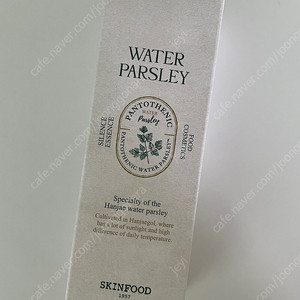 WATER
PARSLEY
PANTOTHENIC
WATER
Parsley
PANTOTHENIC WATER PARSLEY
SILENCE
ESSENCE
FOOD
COSMETICS
Specialty of the
Hanjae water parsley
Cultivated in Hanjaegol, where
has a lot of sunlight and high
difference of daily temperature
SKINFOOD
1957